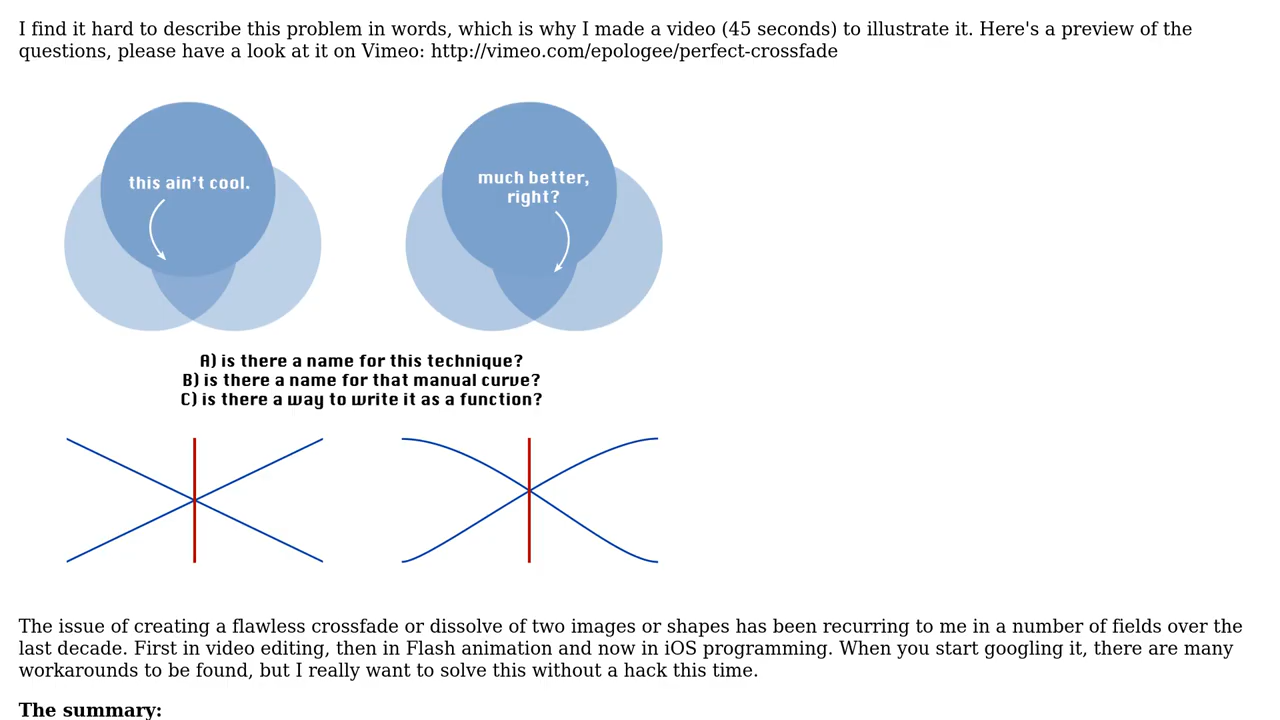 I find it hard to describe this problem in words, which is why I made a video (45 seconds) to illustrate it. Here's a preview of the
questions, please have a look at it on Vimeo: http://vimeo.com/epologee/perfect-crossfade
this ain't cool.
much better,
right?
A) is there a name for this technique?
B) is there a name for that manual curve?
C) is there a way to write it as a function?
The issue of creating a flawless crossfade or dissolve of two images or shapes has been recurring to me in a number of fields over the
last decade. First in video editing, then in Flash animation and now in iOS programming. When you start googling it, there are many
workarounds to be found, but I really want to solve this without a hack this time.
The summary: